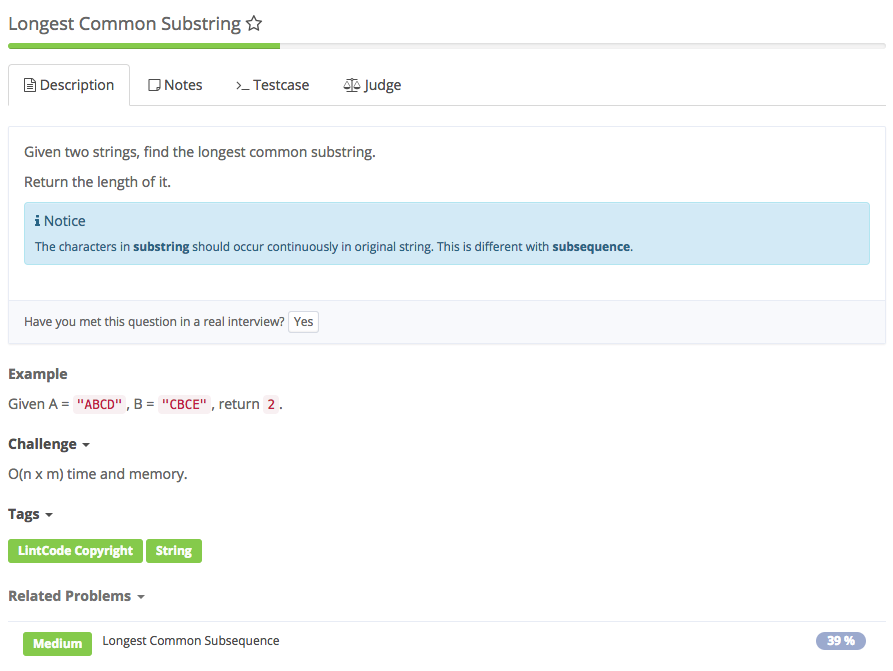 Longest Common Substring
Description Notes >_ Testcase Judge
Given two strings, find the longest common substring.
Return the length of it.
Notice
The characters in substring should occur continuously in original string. This is different with subsequence.
Have you met this question in a real interview? Yes
Example
Given A = "ABCD", B = "CBCE", return 2.
Challenge
O(n x m) time and memory.
Tags
LintCode Copyright String
Related Problems
Medium Longest Common Subsequence 39 %